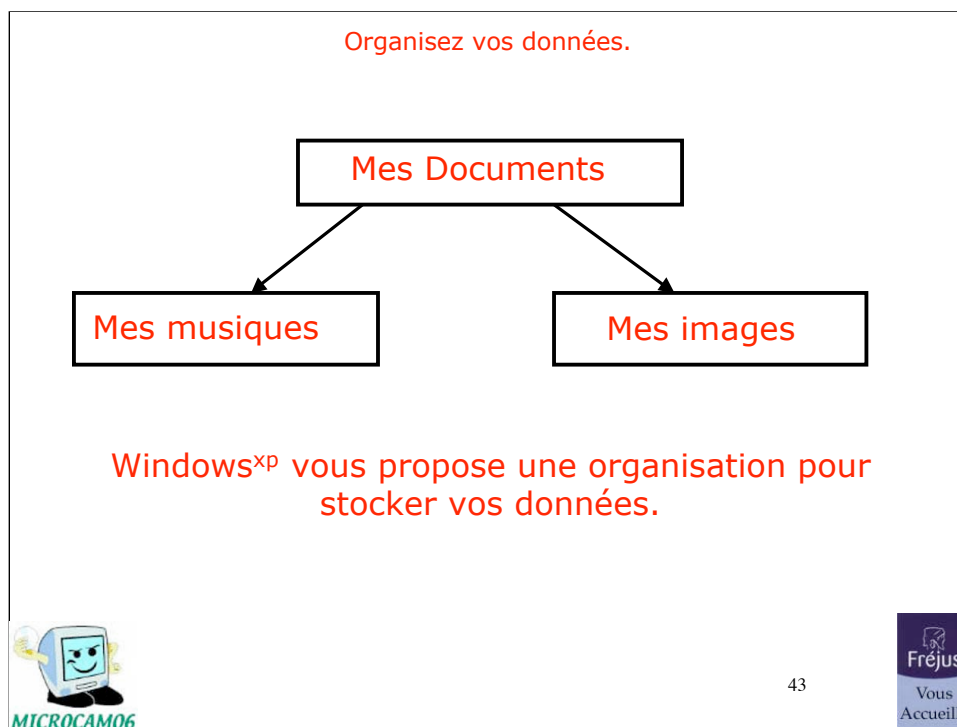 Organisez vos données.
Mes Documents
Mes musiques
Mes images
Windowsxp vous propose une organisation pour
stocker vos données.
MICROCAM06
43
Fréjus
Vous